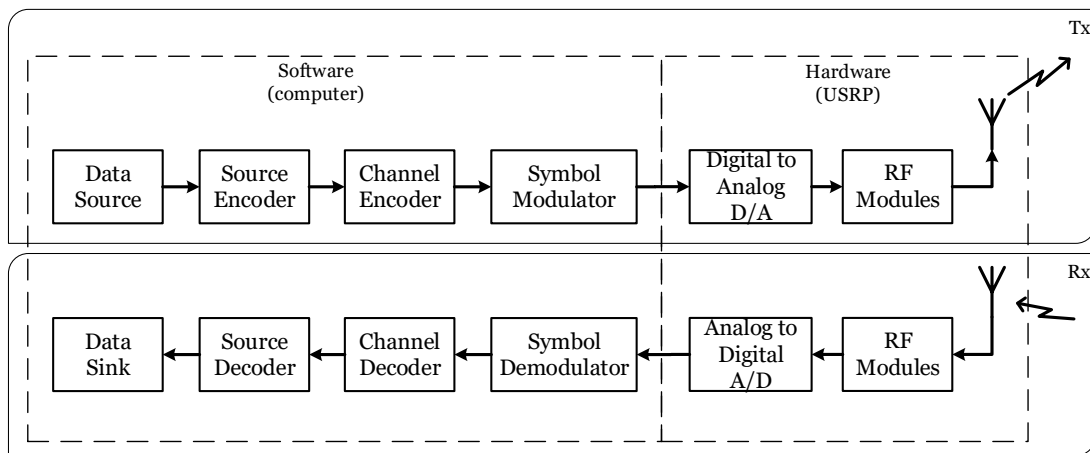 Tx
Software
(computer)
Hardware
(USRP)
Data
Source
Source
Encoder
Channel
Encoder
Symbol
Modulator
Digital to
Analog
D/A
RF
Modules
Rx
Data
Sink
Source
Decoder
Channel
Decoder
Symbol
Demodulator
Analog to
Digital
A/D
RF
Modules